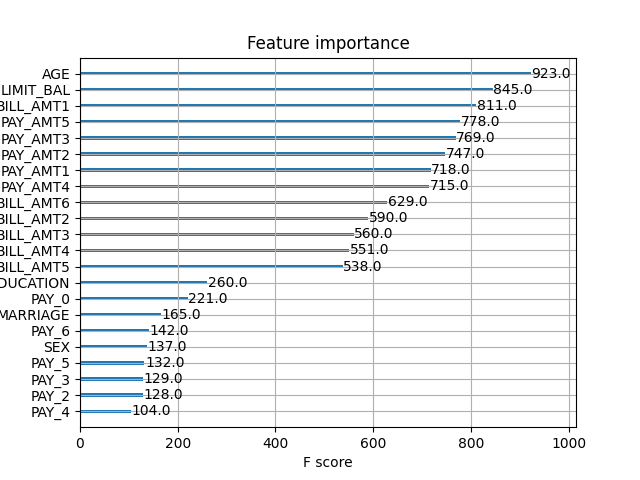 Feature importance
AGE 923.0
LIMIT_BAL 845.0
BILL_AMT1 811.0
PAY_AMT5 778.0
PAY_AMT3 769.0
PAY_AMT2 747.0
PAY_AMT1 718.0
PAY_AMT4 715.0
BILL_AMT6 629.0
BILL_AMT2 590.0
BILL_AMT3 560.0
BILL_AMT4 551.0
BILL_AMT5 538.0
DUCATION 260.0
PAY_0 221.0
MARRIAGE 165.0
PAY_6 142.0
SEX 137.0
PAY_5 132.0
PAY_3 129.0
PAY_2 128.0
PAY_4 104.0
0 200 400 600 800 1000
F score